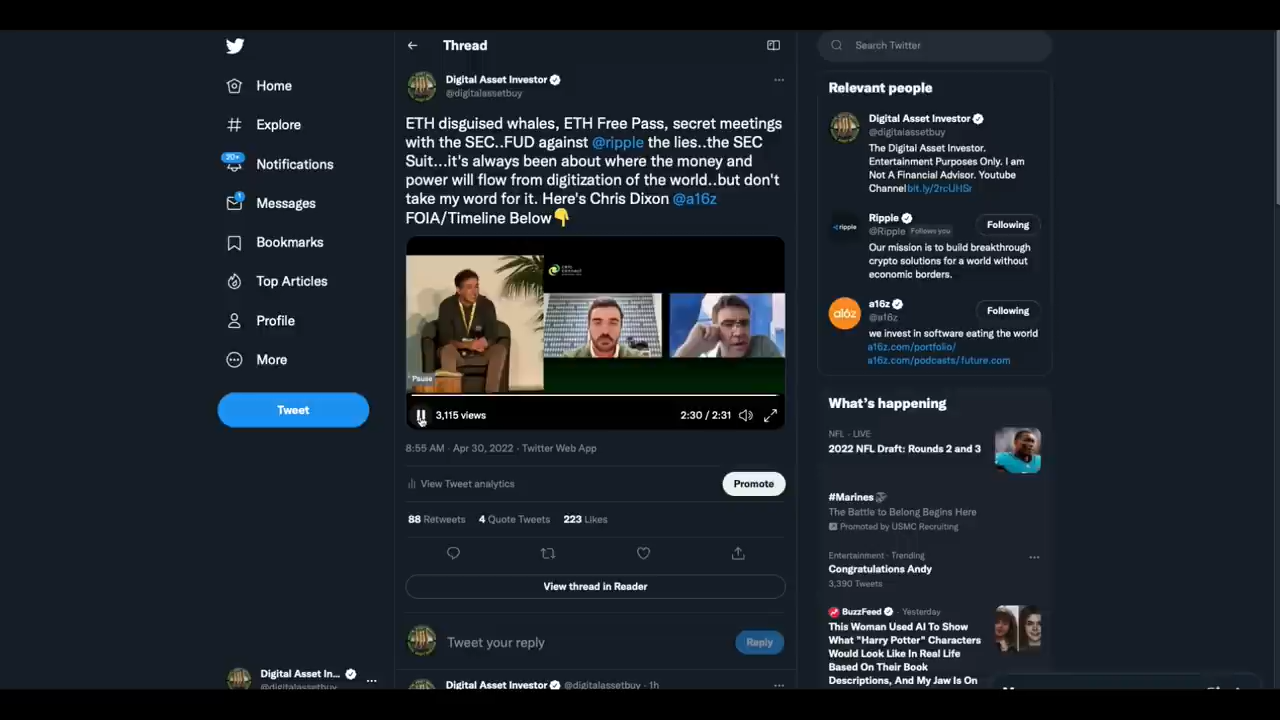 Home
Explore
20+
Notifications
1
Messages
Bookmarks
Top Articles
Profile
More
Tweet
Digital Asset In...
@digitalassetbuy
Thread
Digital Asset Investor
@digitalassetbuy
ETH disguised whales, ETH Free Pass, secret meetings
with the SEC..FUD against @ripple the lies..the SEC
Suit...it's always been about where the money and
power will flow from digitization of the world..but don't
take my word for it. Here's Chris Dixon @a16z
FOIA/Timeline Below👇
Pause
3,115 views
2:30 / 2:31
8:55 AM · Apr 30, 2022 · Twitter Web App
View Tweet analytics
Promote
88 Retweets 4 Quote Tweets 223 Likes
View thread in Reader
Tweet your reply
Reply
Digital Asset Investor @digitalassetbuy · 1h
Search Twitter
Relevant people
Digital Asset Investor
@digitalassetbuy
The Digital Asset Investor.
Entertainment Purposes Only. I am
Not A Financial Advisor. Youtube
Channel bit.ly/2rcUHSr
ripple
Ripple
@Ripple Follows you
Following
Our mission is to build breakthrough
crypto solutions for a world without
economic borders.
a16z
a16z
@a16z
Following
we invest in software eating the world
a16z.com/portfolio/
a16z.com/podcasts/ future.com
What's happening
NFL · LIVE
2022 NFL Draft: Rounds 2 and 3
#Marines
The Battle to Belong Begins Here
Promoted by USMC Recruiting
Entertainment · Trending
Congratulations Andy
3,390 Tweets
BuzzFeed · Yesterday
This Woman Used AI To Show
What "Harry Potter" Characters
Would Look Like In Real Life
Based On Their Book
Descriptions, And My Jaw Is On